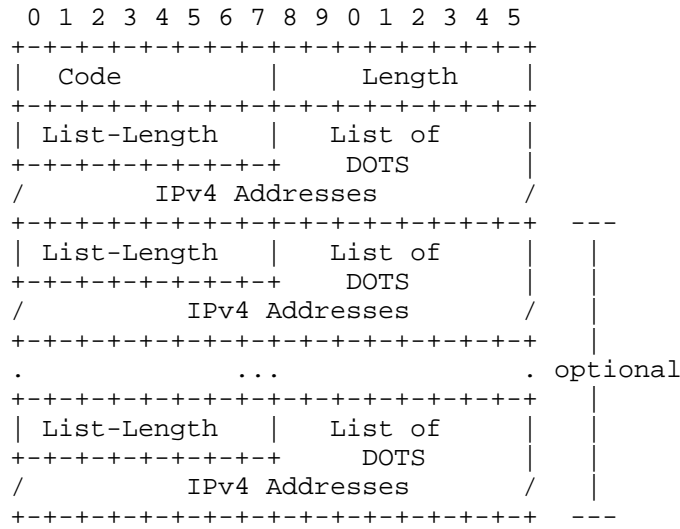 0 1 2 3 4 5 6 7 8 9 0 1 2 3 4 5
+-+-+-+-+-+-+-+-+-+-+-+-+-+-+-+-+
|   Code        |     Length    |
+-+-+-+-+-+-+-+-+-+-+-+-+-+-+-+-+
| List-Length   |   List of     |
+-+-+-+-+-+-+-+-+    DOTS       |
/         IPv4 Addresses        /
+-+-+-+-+-+-+-+-+-+-+-+-+-+-+-+-+  ---
| List-Length   |   List of     |   |
+-+-+-+-+-+-+-+-+    DOTS       |   |
/           IPv4 Addresses      /   |
+-+-+-+-+-+-+-+-+-+-+-+-+-+-+-+-+   |
.             ...               . optional
+-+-+-+-+-+-+-+-+-+-+-+-+-+-+-+-+   |
| List-Length   |   List of     |   |
+-+-+-+-+-+-+-+-+     DOTS      |   |
/           IPv4 Addresses      /   |
+-+-+-+-+-+-+-+-+-+-+-+-+-+-+-+-+  ---